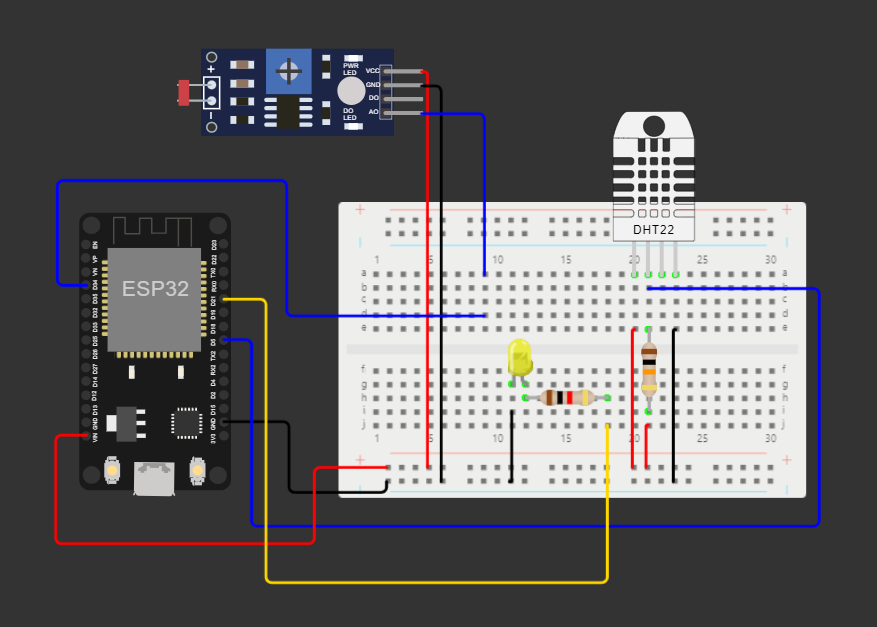 +
-
PWR
LED
DO
LED
VCC
GND
DO
AO
DHT22
ESP32
EN
VP
VN
D34
D35
D32
D33
D25
D26
D27
D14
D12
D13
GND
VIN
D23
D22
TX0
RX0
D21
D19
D18
D5
TX2
RX2
D4
D2
D15
GND
3V3
+ +
- -
1 5 10 15 20 25 30
a a
b b
c c
d d
e e
f f
g g
h h
i i
j j
1 5 10 15 20 25 30
+ +
- -